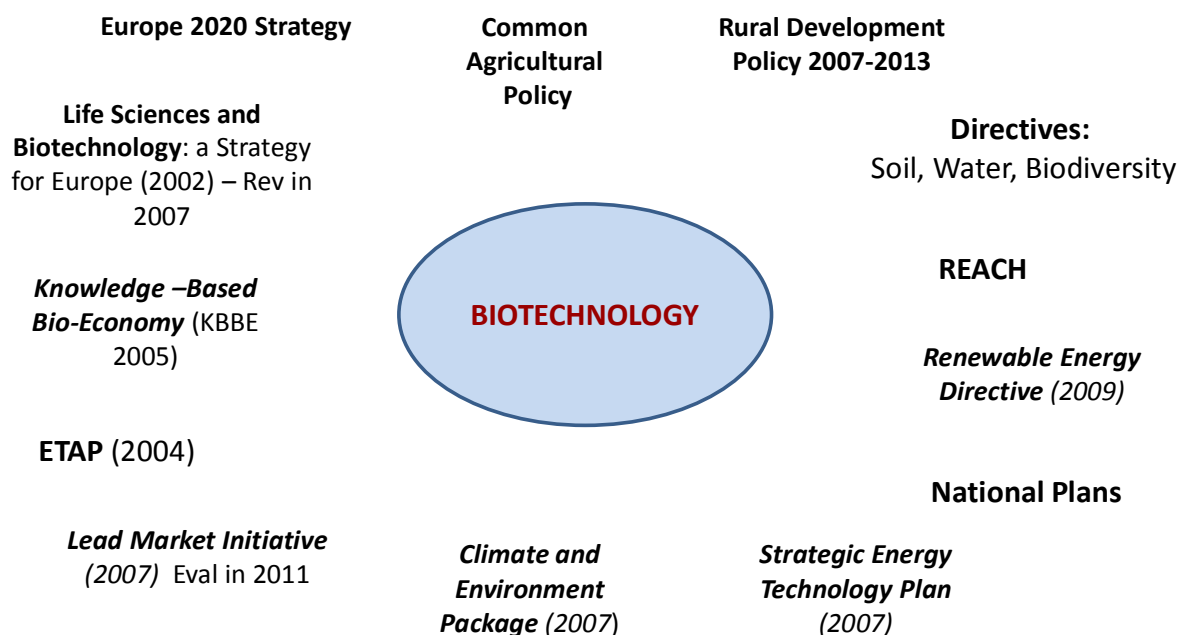 Europe 2020 Strategy
Common
Agricultural
Policy
Rural Development
Policy 2007-2013
Life Sciences and
Biotechnology: a Strategy
for Europe (2002) – Rev in
2007
Directives:
Soil, Water, Biodiversity
Knowledge –Based
Bio-Economy (KBBE
2005)
BIOTECHNOLOGY
REACH
Renewable Energy
Directive (2009)
ETAP (2004)
National Plans
Lead Market Initiative
(2007) Eval in 2011
Climate and
Environment
Package (2007)
Strategic Energy
Technology Plan
(2007)